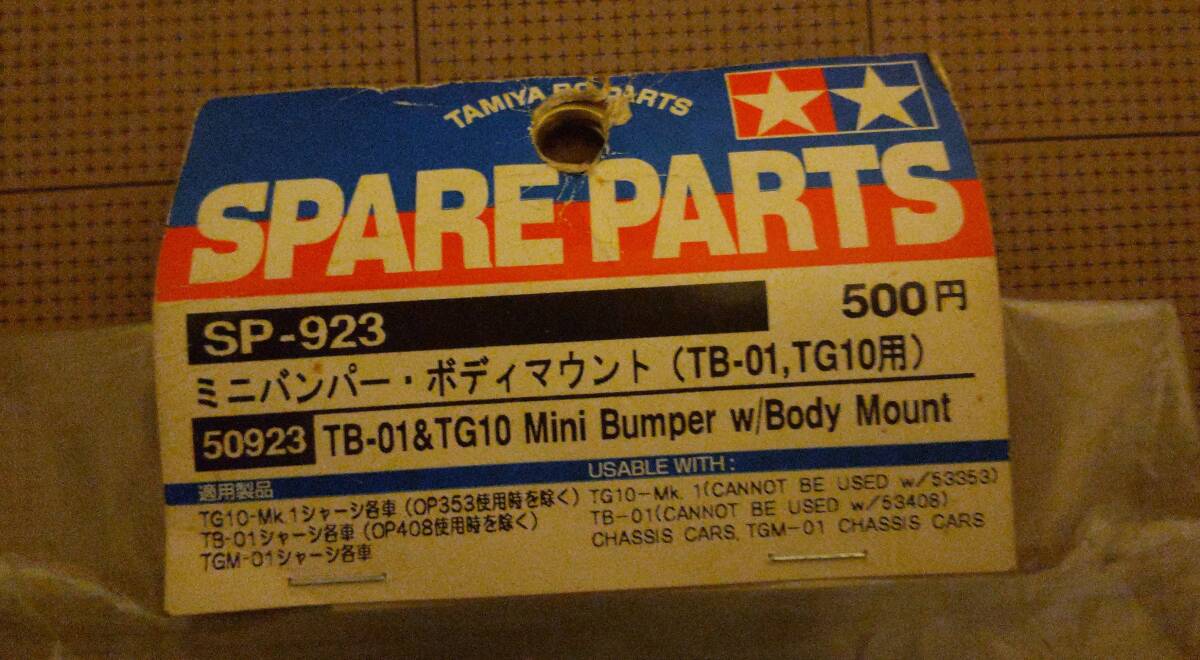 TAMIYA RC PARTS
SPARE PARTS
SP-923
500円
ミニバンパー・ボディマウント（TB-01,TG10用）
50923 TB-01&TG10 Mini Bumper w/Body Mount
適用製品
TG10-Mk.1シャーシ各車（OP353使用時を除く）
TB-01シャーシ各車（OP408使用時を除く）
TGM-01シャーシ各車
USABLE WITH:
TG10-Mk. 1(CANNOT BE USED w/53353)
TB-01(CANNOT BE USED w/53408)
CHASSIS CARS, TGM-01 CHASSIS CARS